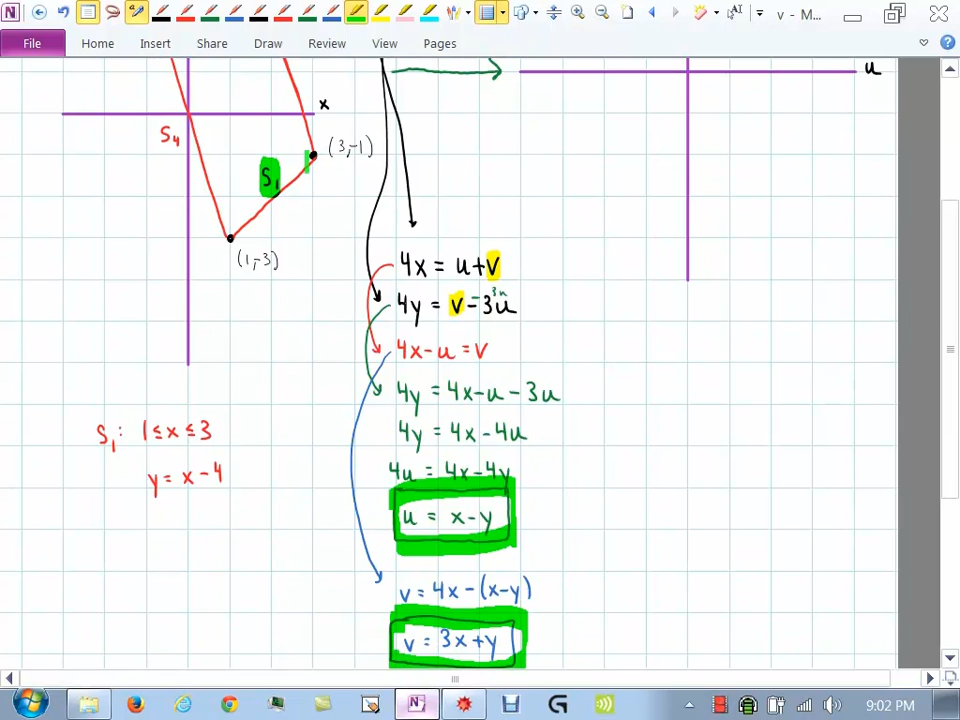 v - M...
File Home Insert Share Draw Review View Pages
u
x
S4
(3,-1)
S1
(1,-3)
4x = u+v
3u
4y = v-3u
4x-u = v
4y = 4x-u-3u
S1: 1≤x≤3
4y = 4x-4u
y = x-4
4u = 4x-4y
u = x-y
v = 4x-(x-y)
v = 3x+y
9:02 PM